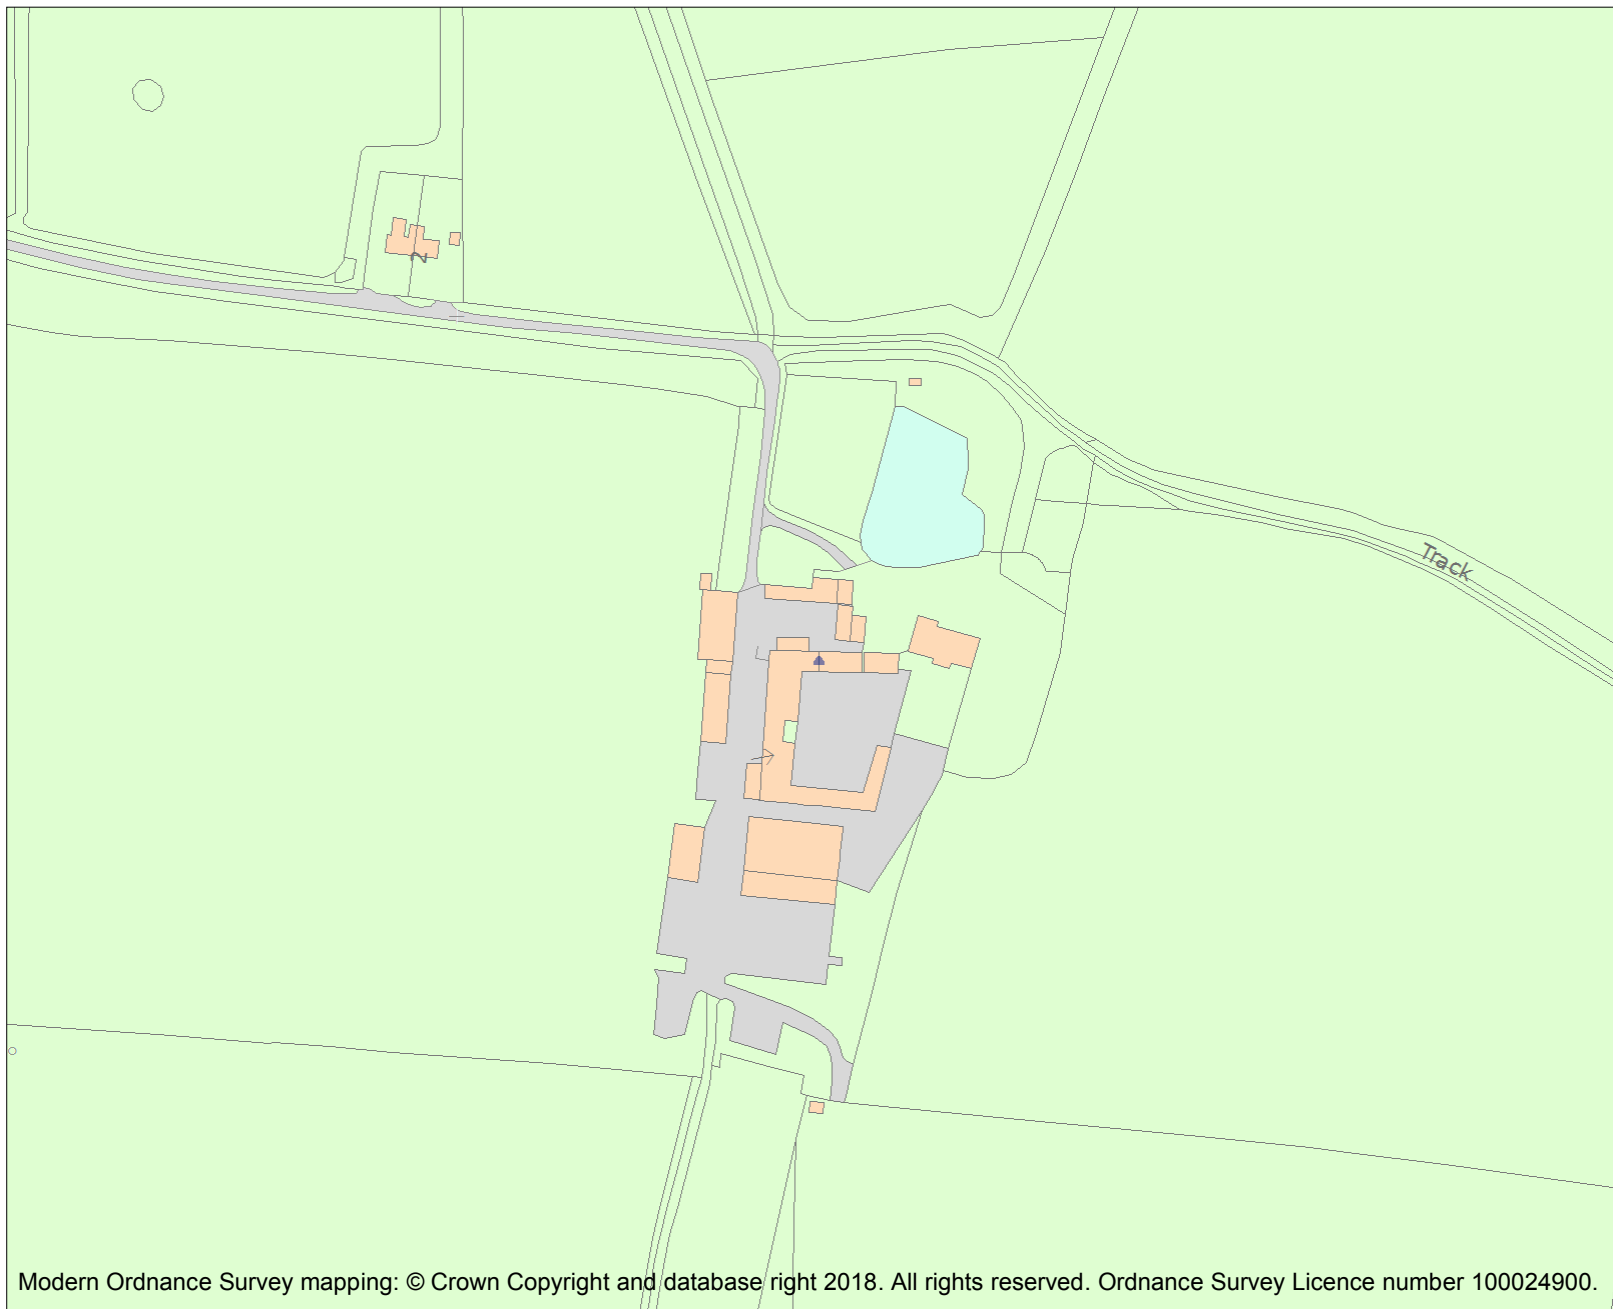 2
Track
Modern Ordnance Survey mapping: © Crown Copyright and database right 2018. All rights reserved. Ordnance Survey Licence number 100024900.